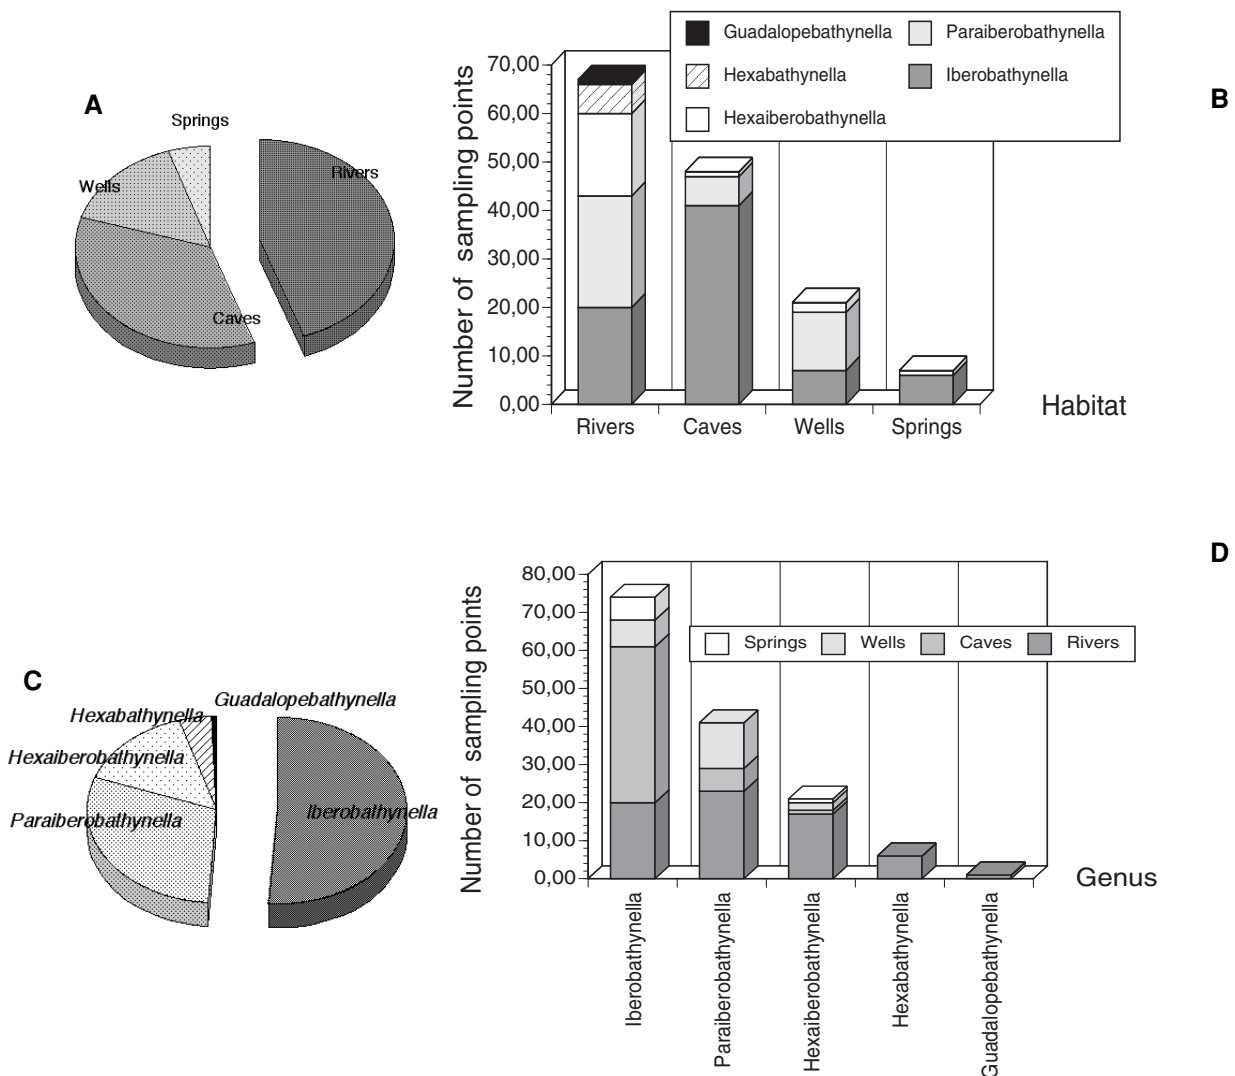 A
Springs
Wells
Rivers
Caves
B
Guadalopebathynella
Paraiberobathynella
Hexabathynella
Iberobathynella
Hexaiberobathynella
Number of sampling points
70,00
60,00
50,00
40,00
30,00
20,00
10,00
0,00
Rivers
Caves
Wells
Springs
Habitat
C
Guadalopebathynella
Hexabathynella
Hexaiberobathynella
Paraiberobathynella
Iberobathynella
D
Springs
Wells
Caves
Rivers
Number of sampling points
80,00
70,00
60,00
50,00
40,00
30,00
20,00
10,00
0,00
Iberobathynella
Paraiberobathynella
Hexaiberobathynella
Hexabathynella
Guadalopebathynella
Genus